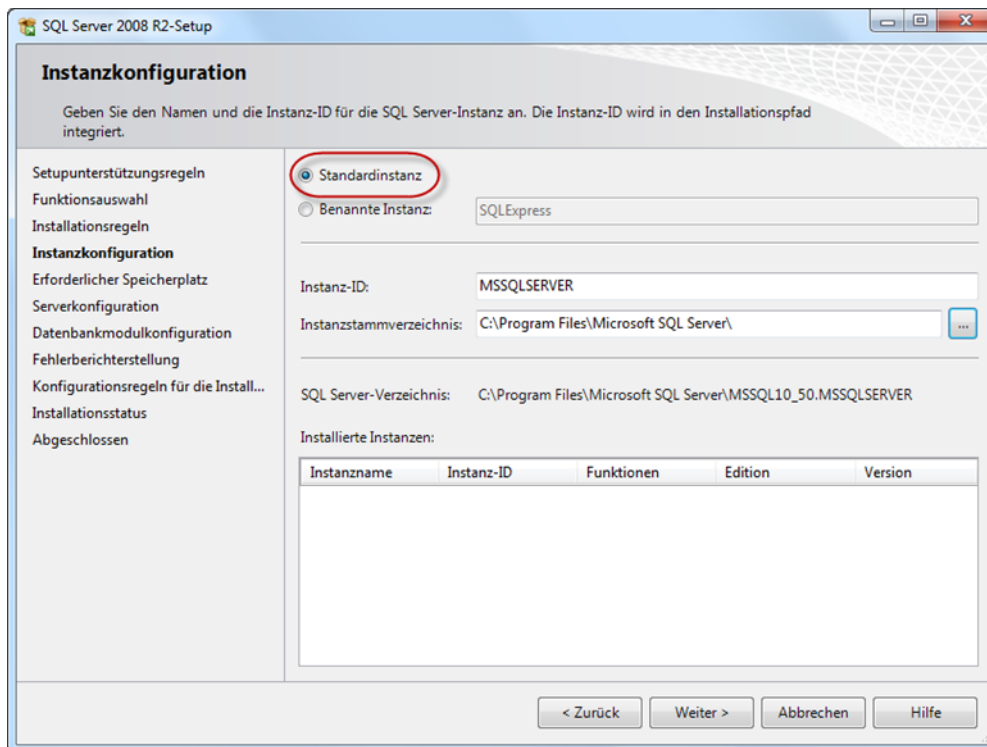 SQL Server 2008 R2-Setup
Instanzkonfiguration
Geben Sie den Namen und die Instanz-ID für die SQL Server-Instanz an. Die Instanz-ID wird in den Installationspfad
integriert.
Setupunterstützungsregeln
Funktionsauswahl
Installationsregeln
Instanzkonfiguration
Erforderlicher Speicherplatz
Serverkonfiguration
Datenbankmodulkonfiguration
Fehlerberichterstellung
Konfigurationsregeln für die Install...
Installationsstatus
Abgeschlossen
Standardinstanz
Benannte Instanz: SQLExpress
Instanz-ID: MSSQLSERVER
Instanzstammverzeichnis: C:\Program Files\Microsoft SQL Server\ ...
SQL Server-Verzeichnis: C:\Program Files\Microsoft SQL Server\MSSQL10_50.MSSQLSERVER
Installierte Instanzen:
Instanzname Instanz-ID Funktionen Edition Version
< Zurück Weiter > Abbrechen Hilfe